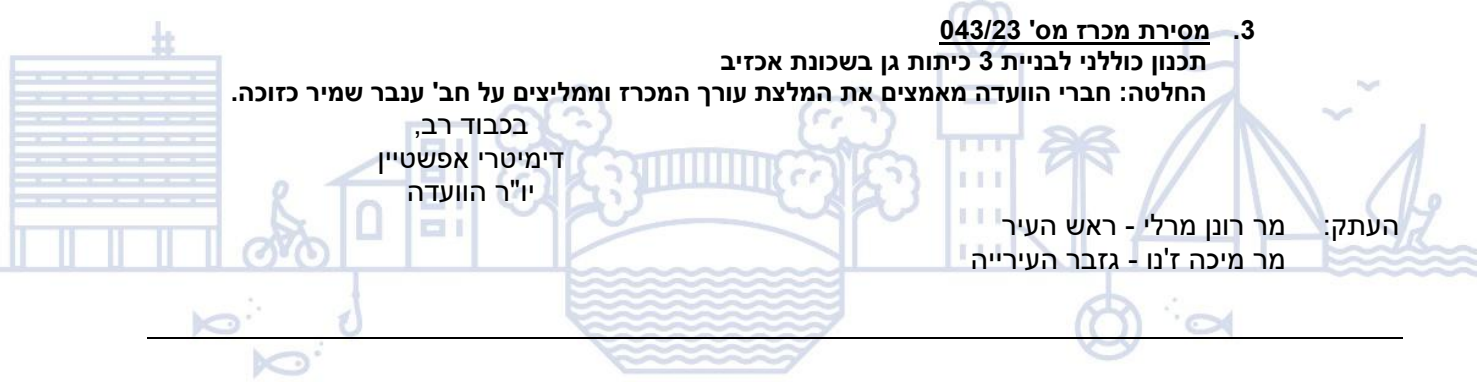 3. מסירת מכרז מס' 043/23
תכנון כוללני לבניית 3 כיתות גן בשכונת אכזיב
החלטה: חברי הוועדה מאמצים את המלצת עורך המכרז וממליצים על חב' ענבר שמיר כזוכה.
בכבוד רב,
דימיטרי אפשטיין
יו"ר הוועדה
העתק: מר רונן מרלי - ראש העיר
מר מיכה ז'נו - גזבר העירייה